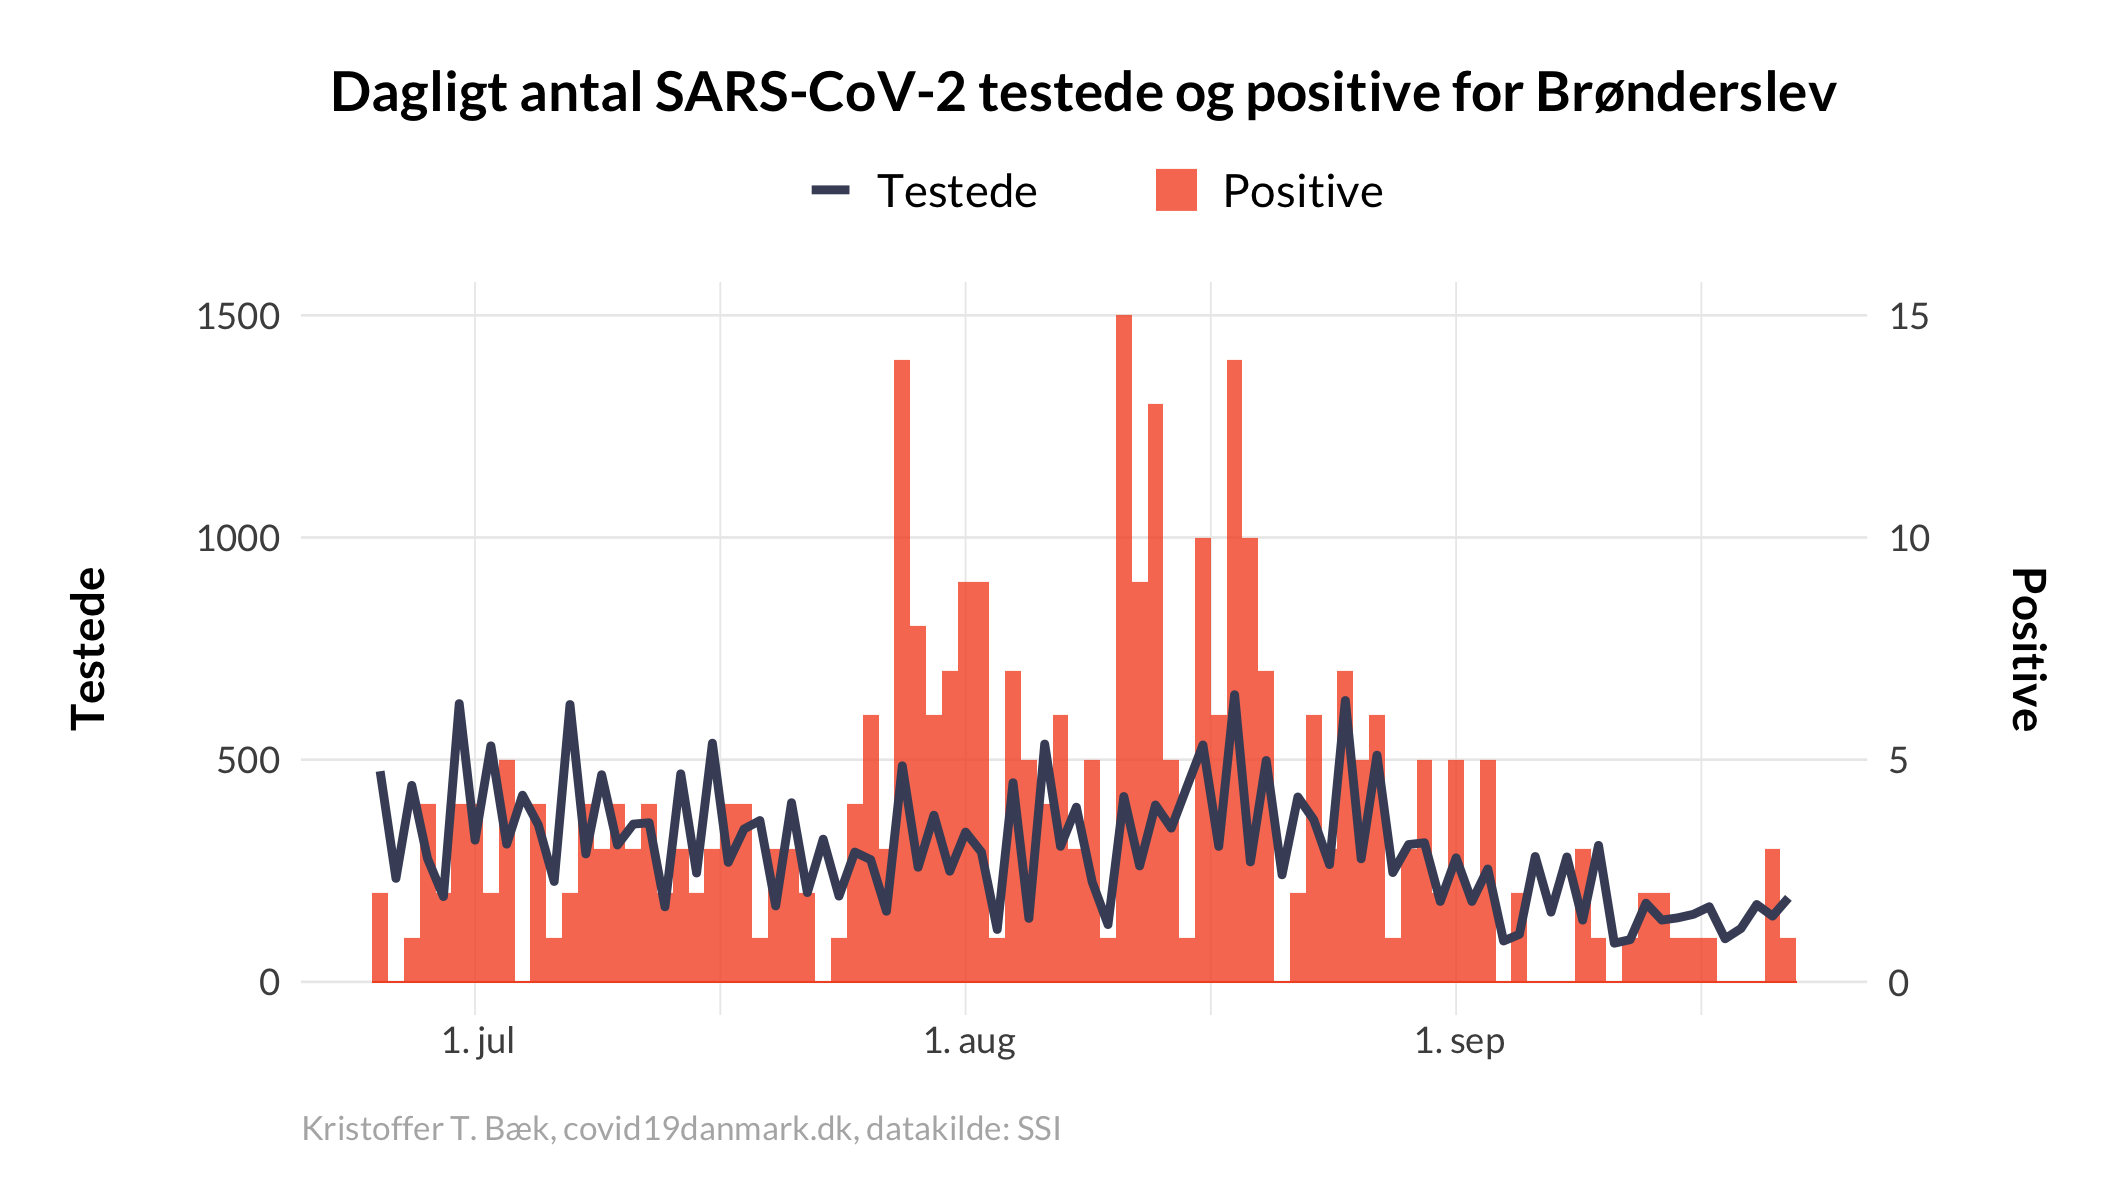 Dagligt antal SARS-CoV-2 testede og positive for Brønderslev
Testede Positive
1500 15
1000 10
500 5
0 0
Testede
Positive
1. jul 1. aug 1. sep
Kristoffer T. Bæk, covid19danmark.dk, datakilde: SSI